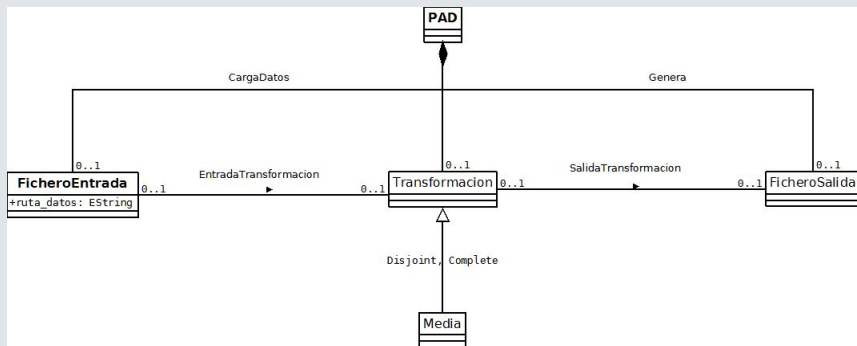 PAD
CargaDatos
Genera
0..1
0..1
0..1
FicheroEntrada
+ruta_datos: EString
0..1
EntradaTransformacion
0..1
Transformacion
0..1
SalidaTransformacion
0..1
FicheroSalida
Disjoint, Complete
Media